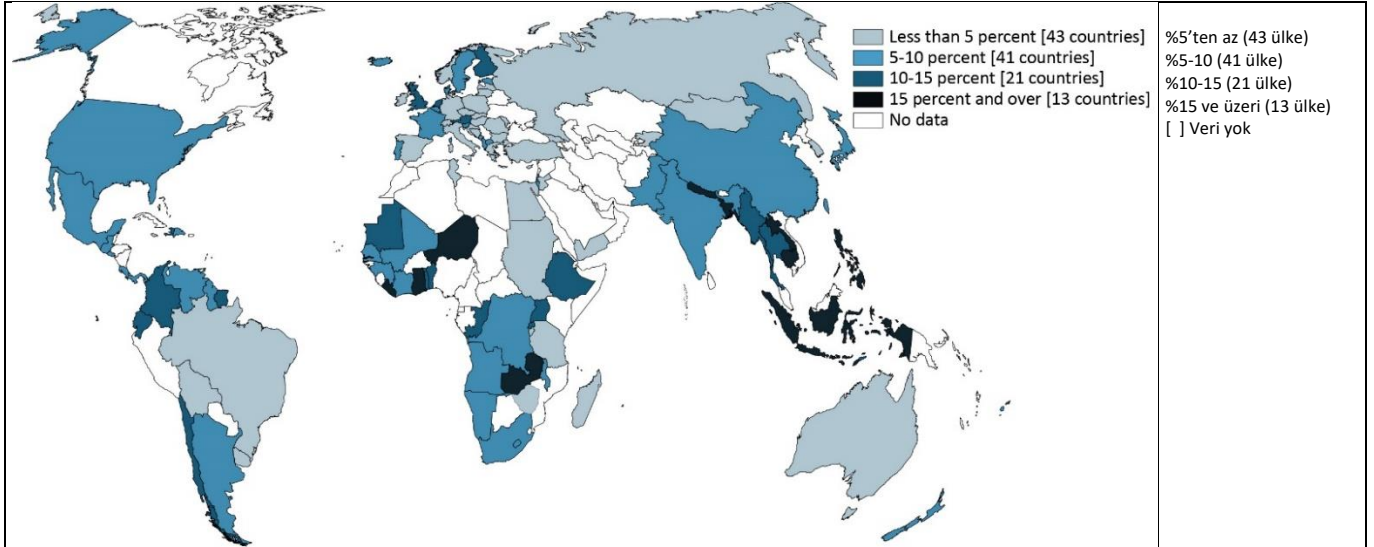 Less than 5 percent [43 countries]
5-10 percent [41 countries]
10-15 percent [21 countries]
15 percent and over [13 countries]
No data
%5’ten az (43 ülke)
%5-10 (41 ülke)
%10-15 (21 ülke)
%15 ve üzeri (13 ülke)
[ ] Veri yok